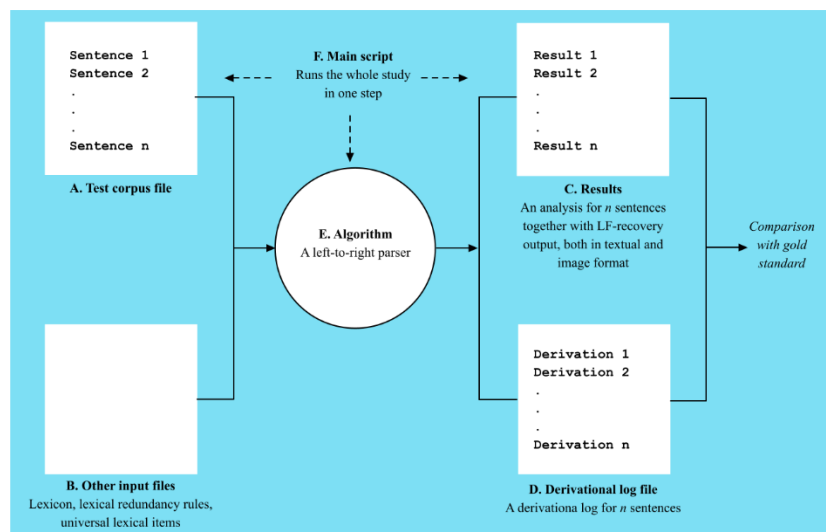 Sentence 1
Sentence 2
.
.
.
Sentence n
A. Test corpus file
F. Main script
Runs the whole study
in one step
Result 1
Result 2
.
.
.
Result n
C. Results
An analysis for n sentences
together with LF-recovery
output, both in textual and
image format
E. Algorithm
A left-to-right parser
Comparison
with gold
standard
B. Other input files
Lexicon, lexical redundancy rules,
universal lexical items
Derivation 1
Derivation 2
.
.
.
Derivation n
D. Derivational log file
A derivationa log for n sentences